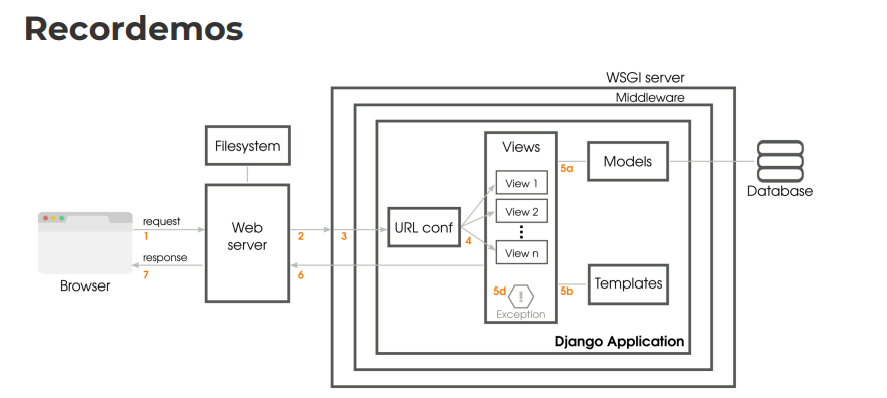 Recordemos
WSGI server
Middleware
Filesystem
Views
Models
5a
Database
View 1
View 2
View n
URL conf
4
Web
server
request
1
2
3
response
7
6
Browser
Templates
5b
5d
!
Exception
Django Application